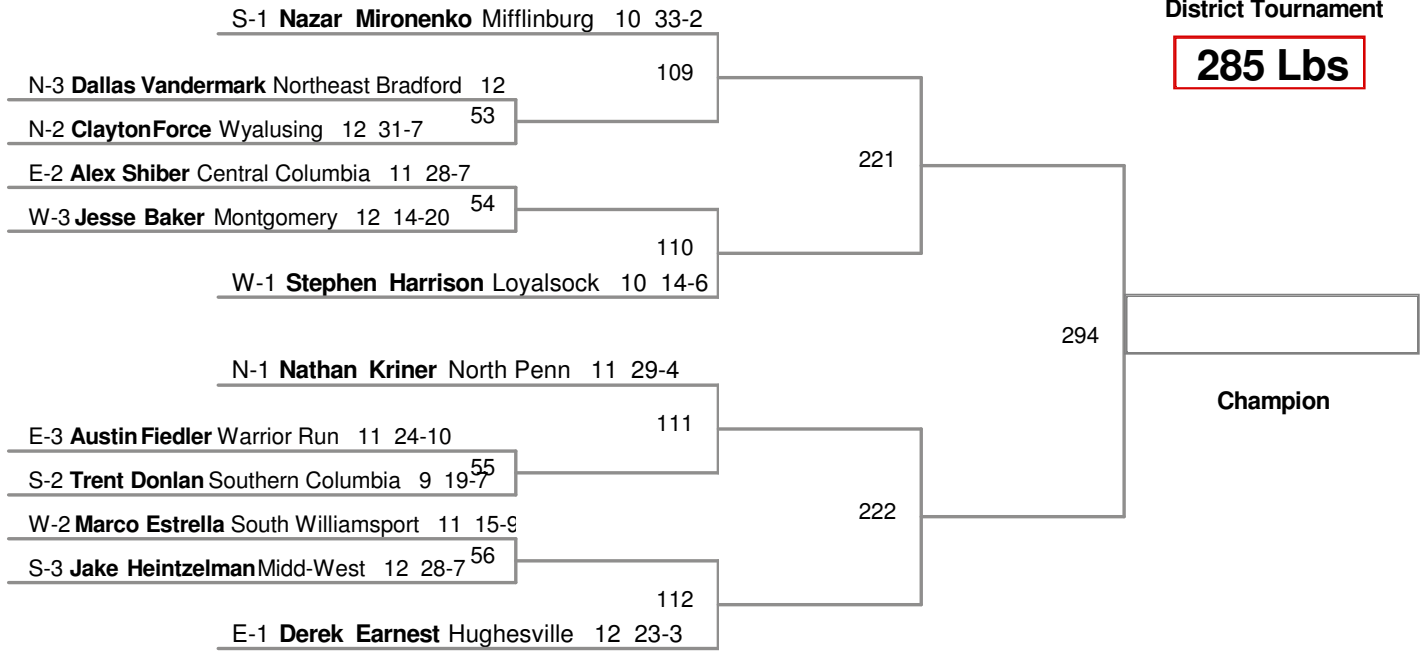 District Tournament
285 Lbs
S-1 Nazar Mironenko Mifflinburg 10 33-2
109
N-3 Dallas Vandermark Northeast Bradford 12
53
N-2 ClaytonForce Wyalusing 12 31-7
221
E-2 Alex Shiber Central Columbia 11 28-7
54
W-3 Jesse Baker Montgomery 12 14-20
110
W-1 Stephen Harrison Loyalsock 10 14-6
294
N-1 Nathan Kriner North Penn 11 29-4
Champion
111
E-3 Austin Fiedler Warrior Run 11 24-10
55
S-2 Trent Donlan Southern Columbia 9 19-7
222
W-2 Marco Estrella South Williamsport 11 15-9
56
S-3 Jake Heintzelman Midd-West 12 28-7
112
E-1 Derek Earnest Hughesville 12 23-3